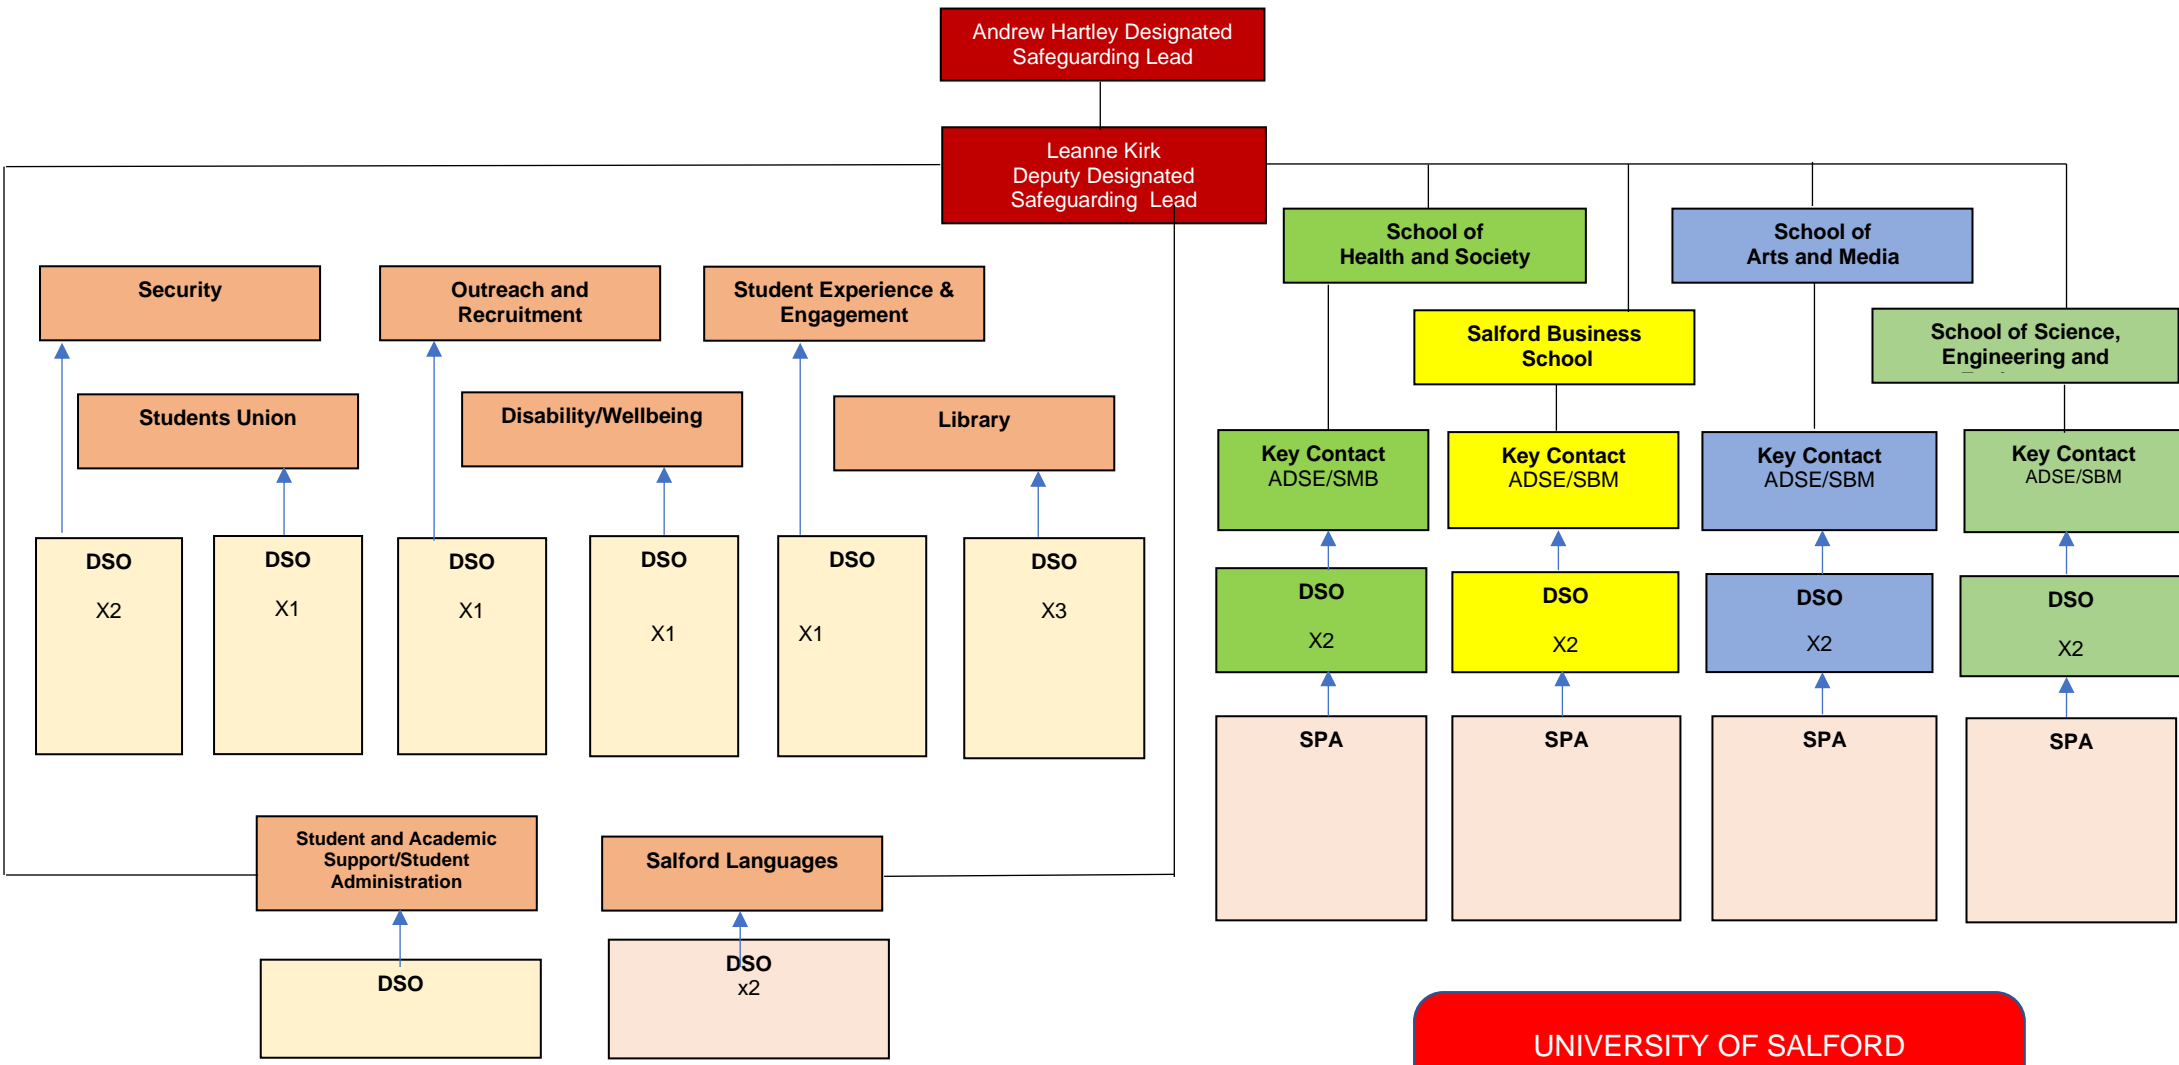 Andrew Hartley Designated
Safeguarding Lead
Leanne Kirk
Deputy Designated
Safeguarding Lead
School of
Health and Society
School of
Arts and Media
Security
Outreach and
Recruitment
Student Experience &
Engagement
Salford Business
School
School of Science,
Engineering and
Students Union
Disability/Wellbeing
Library
Key Contact
ADSE/SMB
Key Contact
ADSE/SBM
Key Contact
ADSE/SBM
Key Contact
ADSE/SBM
DSO
X2
DSO
X1
DSO
X1
DSO
X1
DSO
X1
DSO
X3
DSO
X2
DSO
X2
DSO
X2
DSO
X2
SPA
SPA
SPA
SPA
Student and Academic
Support/Student
Administration
Salford Languages
DSO
DSO
x2
UNIVERSITY OF SALFORD